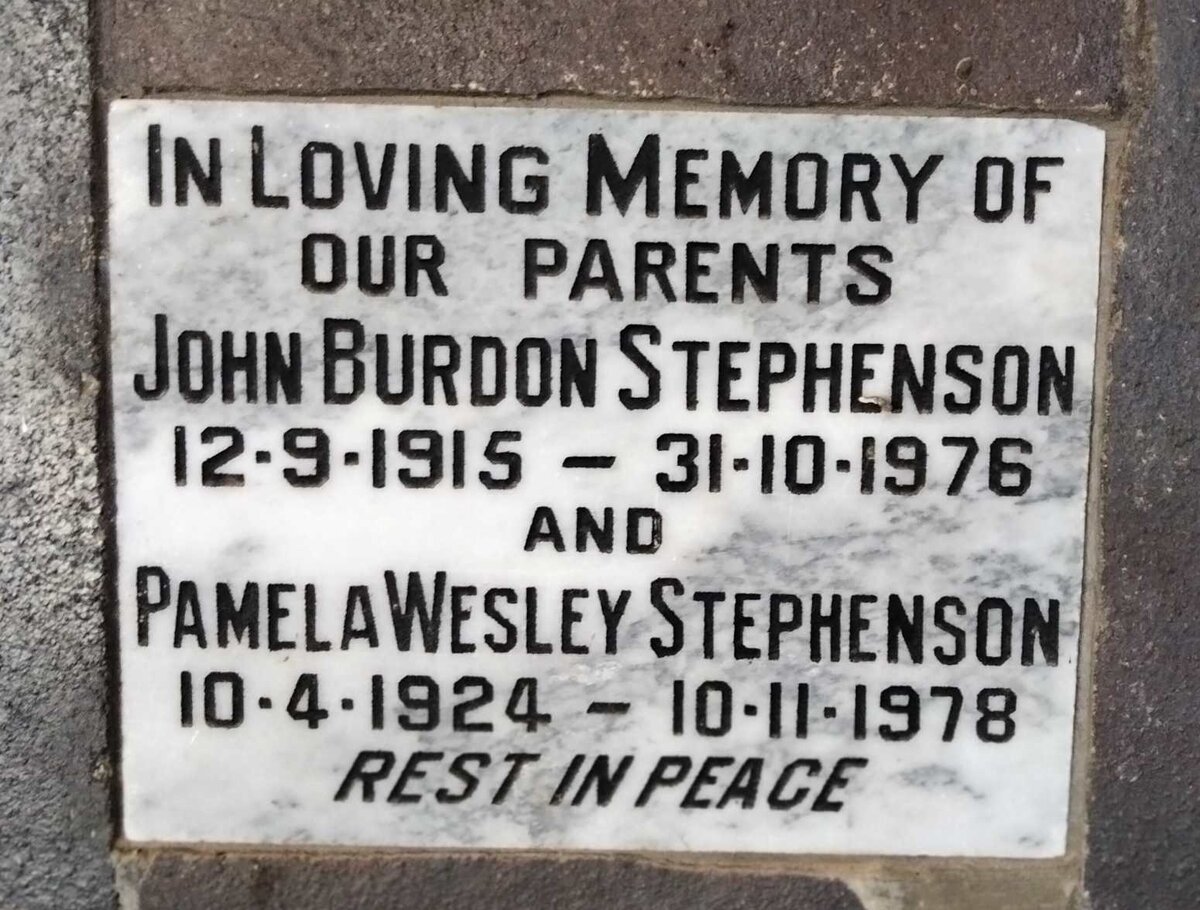 In Loving Memory of
our parents
John Burdon Stephenson
12·9·1915 – 31·10·1976
and
Pamela Wesley Stephenson
10·4·1924 – 10·11·1978
REST IN PEACE